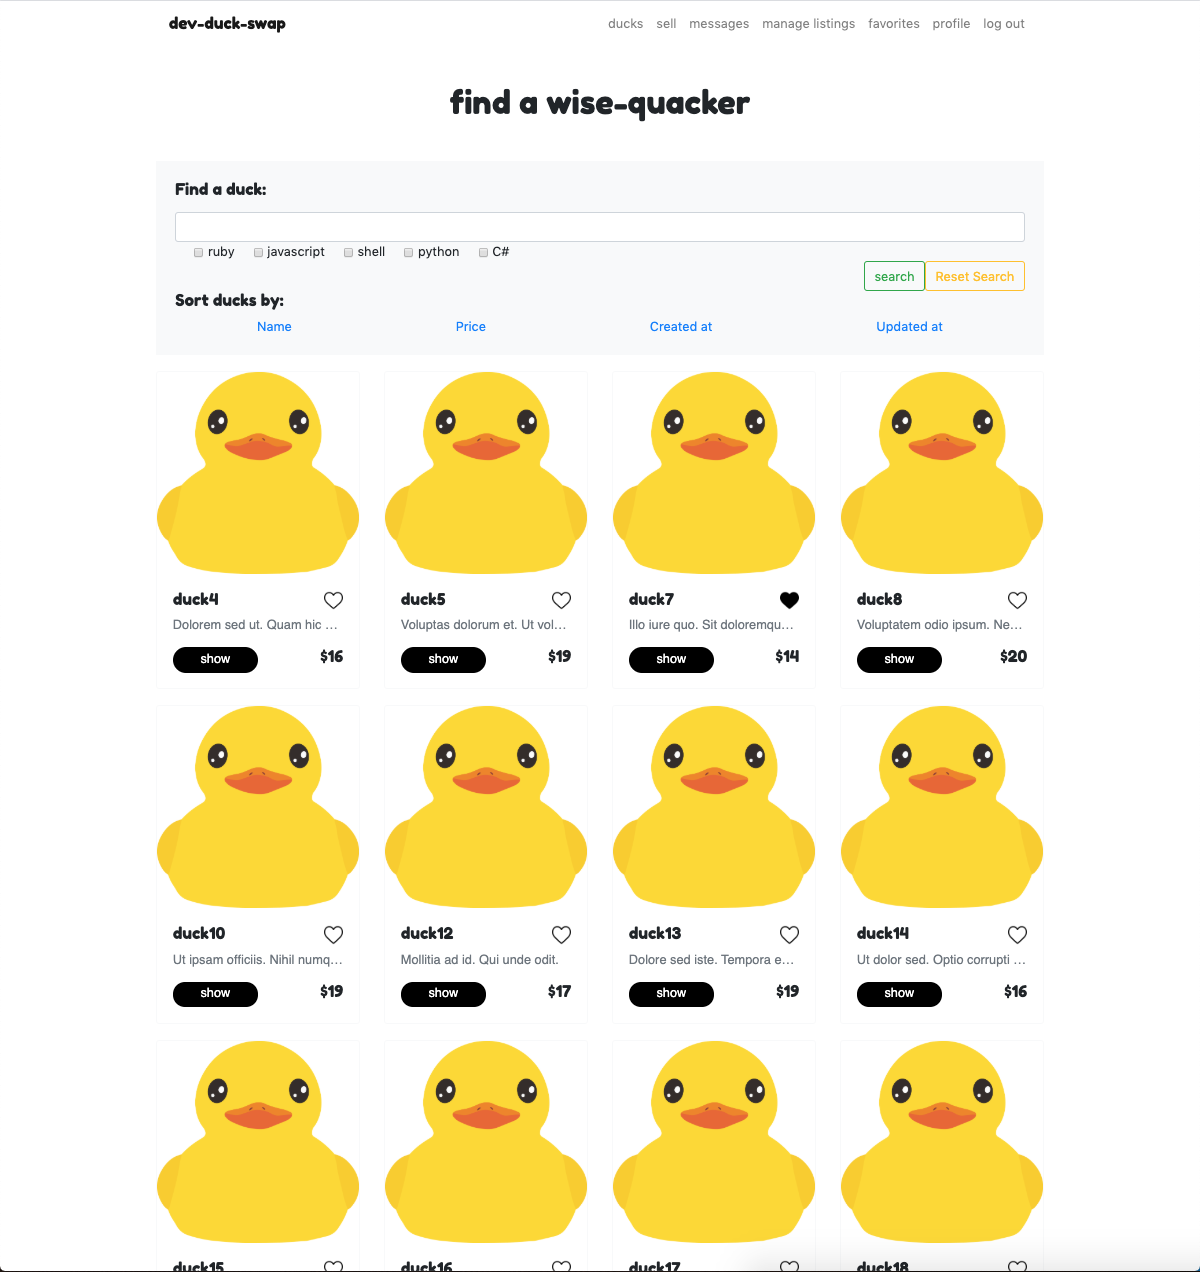 dev-duck-swap ducks sell messages manage listings favorites profile log out
find a wise-quacker
Find a duck:
ruby javascript shell python C#
search Reset Search
Sort ducks by:
Name Price Created at Updated at
duck4 duck5 duck7 duck8
Dolorem sed ut. Quam hic ... Voluptas dolorum et. Ut vol... Illo iure quo. Sit doloremqu... Voluptatem odio ipsum. Ne...
show $16 show $19 show $14 show $20
duck10 duck12 duck13 duck14
Ut ipsam officiis. Nihil numq... Mollitia ad id. Qui unde odit. Dolore sed iste. Tempora e... Ut dolor sed. Optio corrupti ...
show $19 show $17 show $19 show $16
duck15 duck16 duck17 duck18